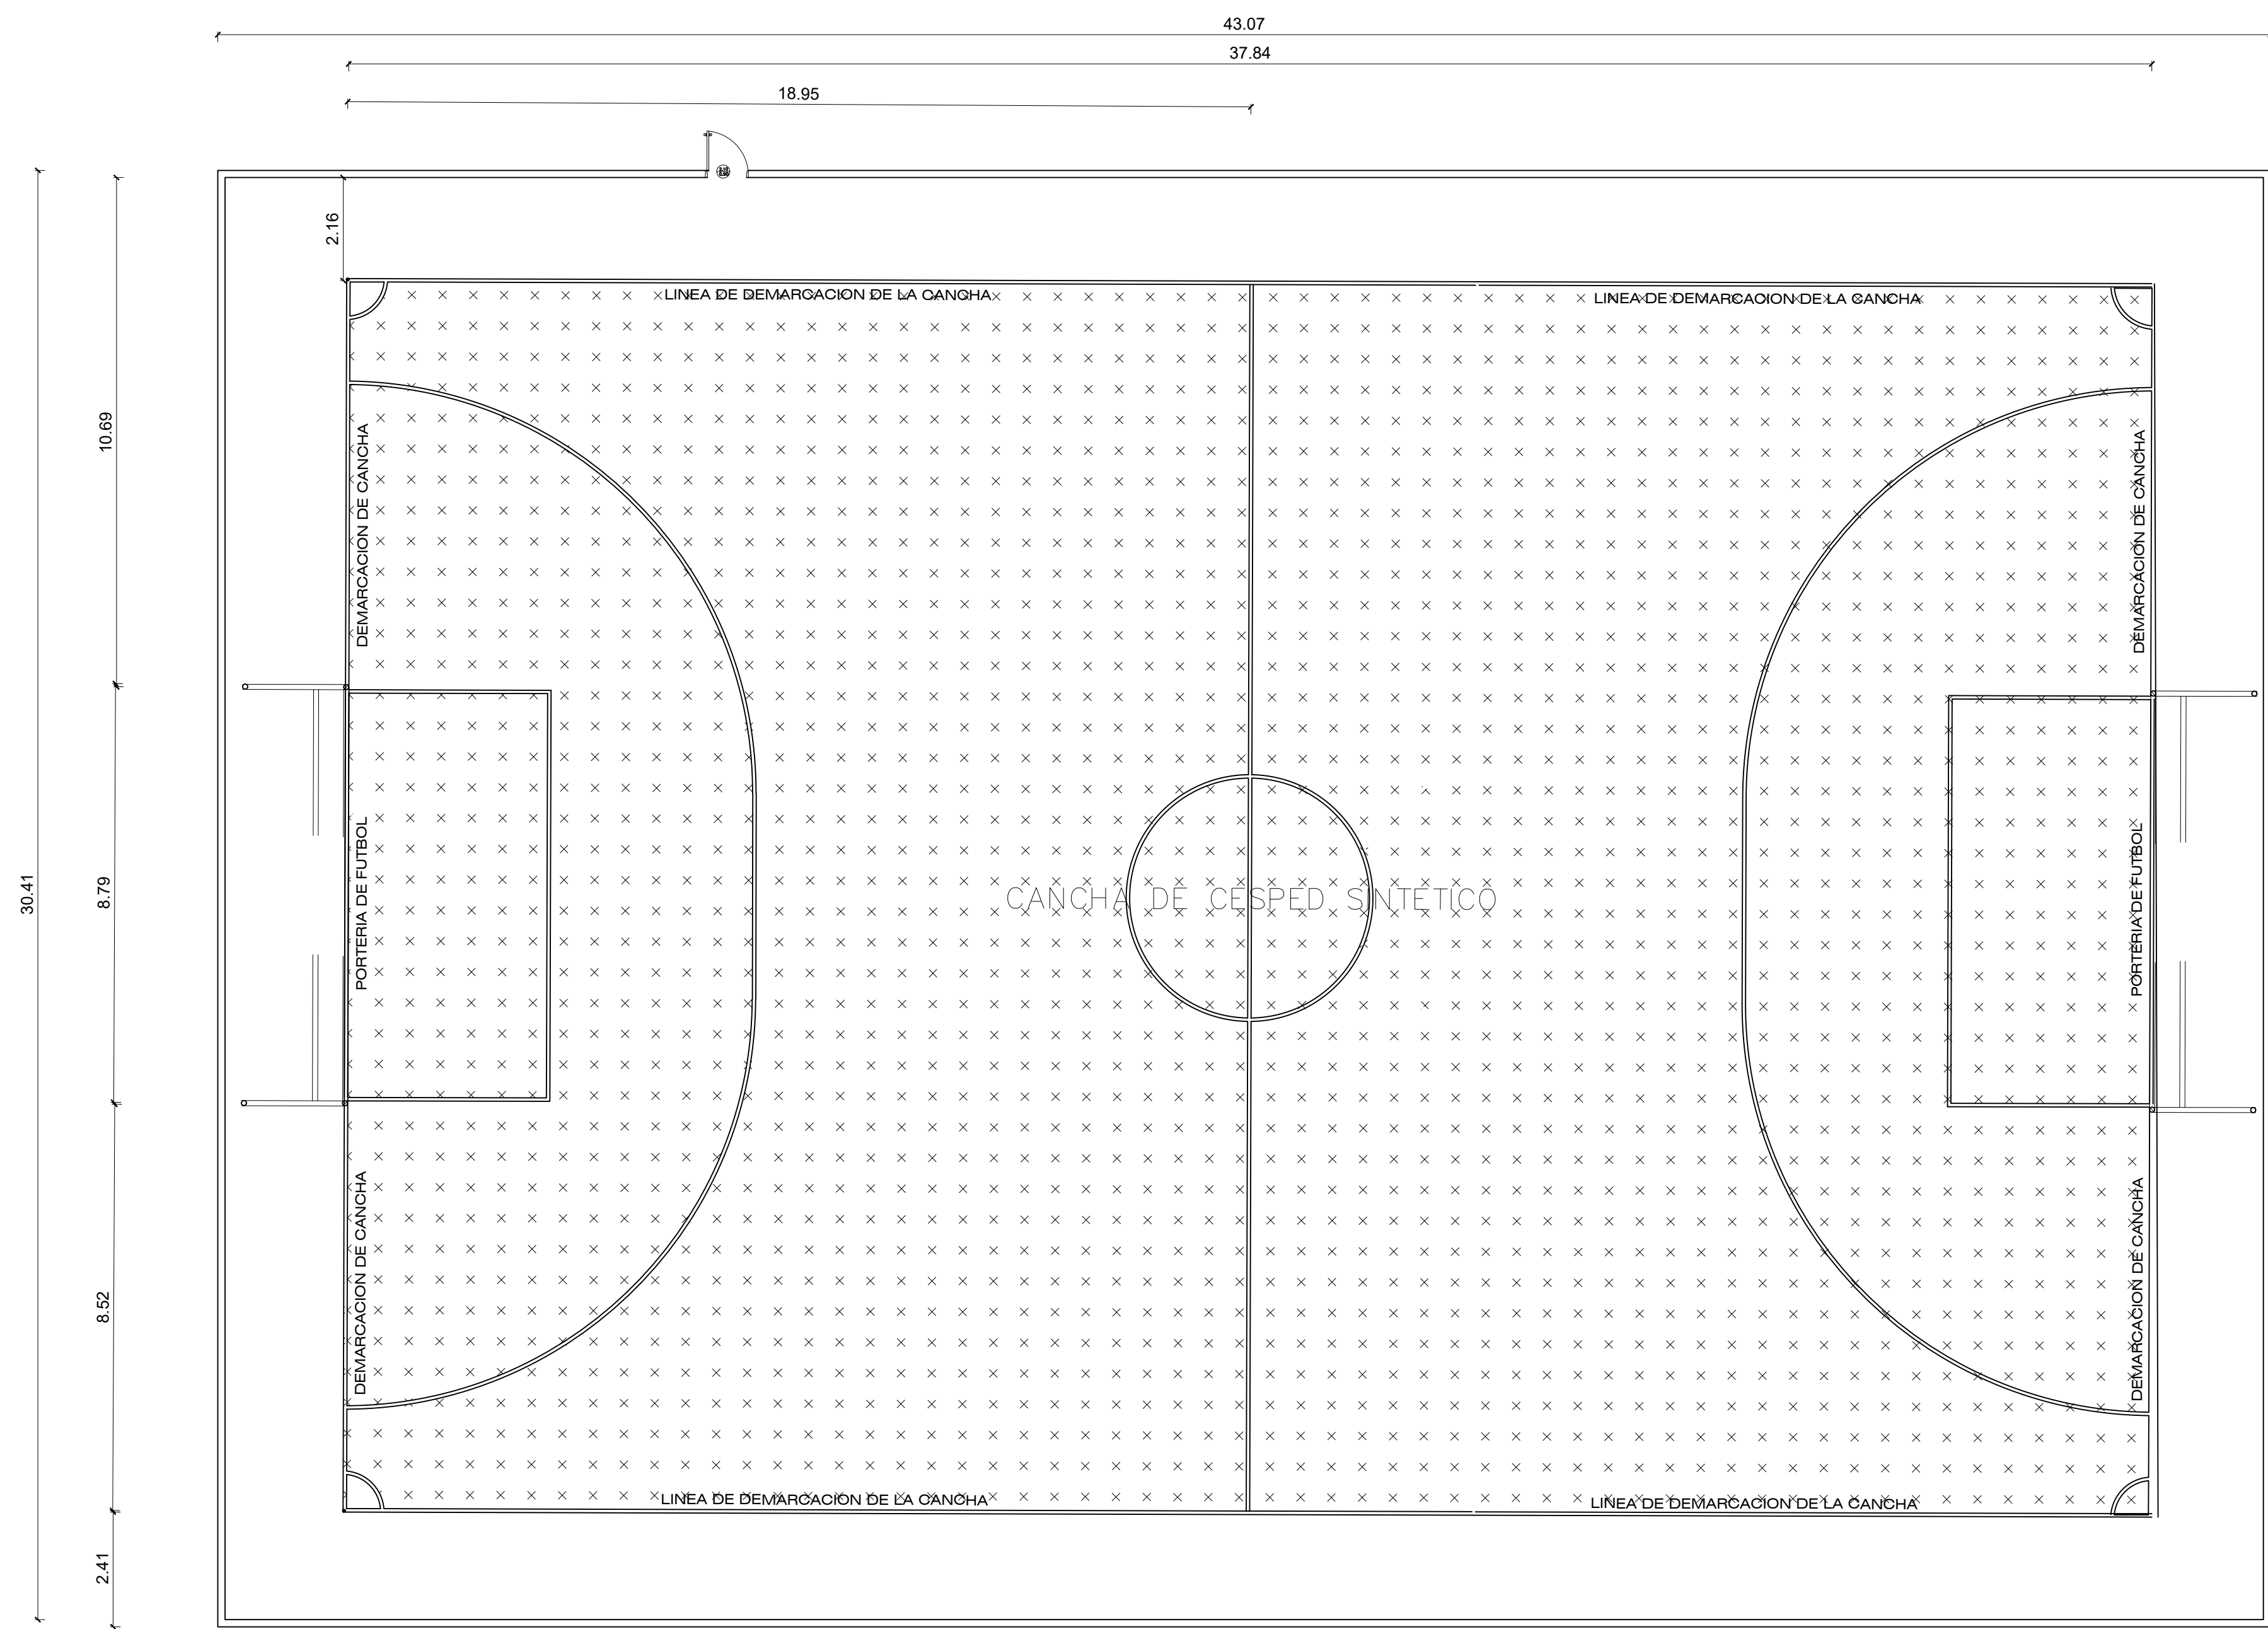 43.07
37.84
18.95
2.16
LINEA DE DEMARCACION DE LA CANCHA
LINEA DE DEMARCACION DE LA CANCHA
10.69
DEMARCACION DE CANCHA
DEMARCACION DE CANCHA
30.41
8.79
PORTERIA DE FUTBOL
CANCHA DE CESPED SINTETICO
PORTERIA DE FUTBOL
8.52
DEMARCACION DE CANCHA
DEMARCACION DE CANCHA
LINEA DE DEMARCACION DE LA CANCHA
LINEA DE DEMARCACION DE LA CANCHA
2.41